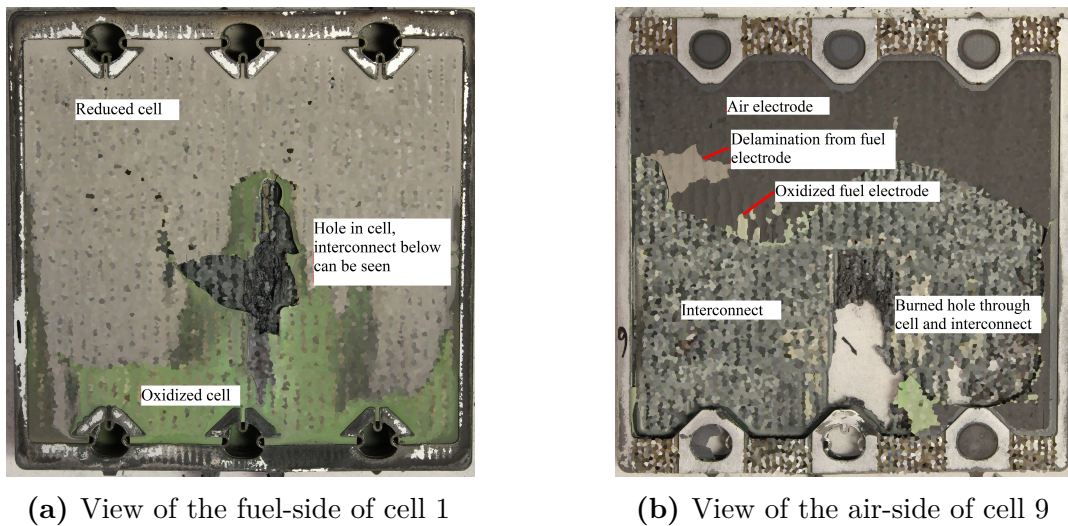 Reduced cell
Hole in cell,
interconnect below
can be seen
Oxidized cell
(a) View of the fuel-side of cell 1
Air electrode
Delamination from fuel
electrode
Oxidized fuel electrode
Interconnect
Burned hole through
cell and interconnect
9
(b) View of the air-side of cell 9